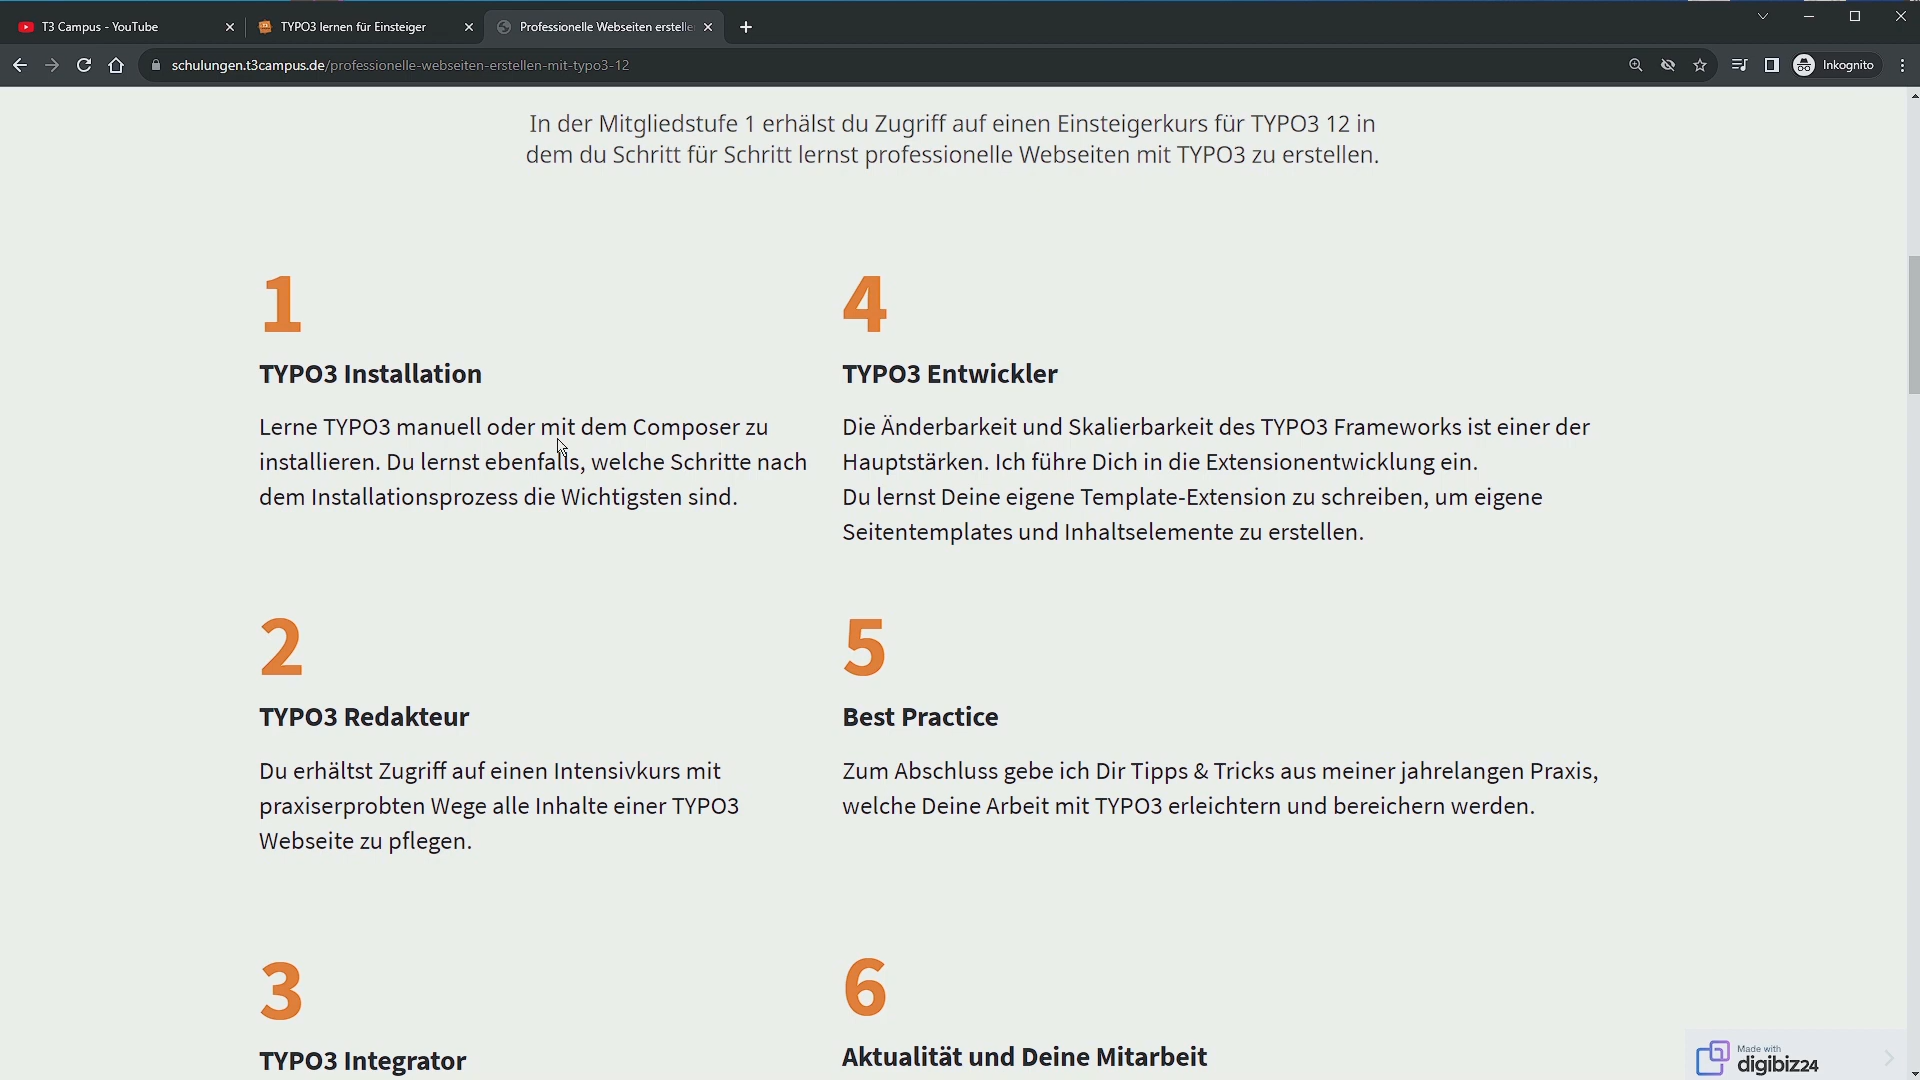 T3 Campus - YouTube
TYPO3 lernen für Einsteiger
Professionelle Webseiten erstelle
schulungen.t3campus.de/professionelle-webseiten-erstellen-mit-typo3-12
Inkognito
In der Mitgliedstufe 1 erhälst du Zugriff auf einen Einsteigerkurs für TYPO3 12 in
dem du Schritt für Schritt lernst professionelle Webseiten mit TYPO3 zu erstellen.
1
TYPO3 Installation
Lerne TYPO3 manuell oder mit dem Composer zu
installieren. Du lernst ebenfalls, welche Schritte nach
dem Installationsprozess die Wichtigsten sind.
4
TYPO3 Entwickler
Die Änderbarkeit und Skalierbarkeit des TYPO3 Frameworks ist einer der
Hauptstärken. Ich führe Dich in die Extensionentwicklung ein.
Du lernst Deine eigene Template-Extension zu schreiben, um eigene
Seitentemplates und Inhaltselemente zu erstellen.
2
TYPO3 Redakteur
Du erhältst Zugriff auf einen Intensivkurs mit
praxiserprobten Wege alle Inhalte einer TYPO3
Webseite zu pflegen.
5
Best Practice
Zum Abschluss gebe ich Dir Tipps & Tricks aus meiner jahrelangen Praxis,
welche Deine Arbeit mit TYPO3 erleichtern und bereichern werden.
3
TYPO3 Integrator
6
Aktualität und Deine Mitarbeit
Made with
digibiz24